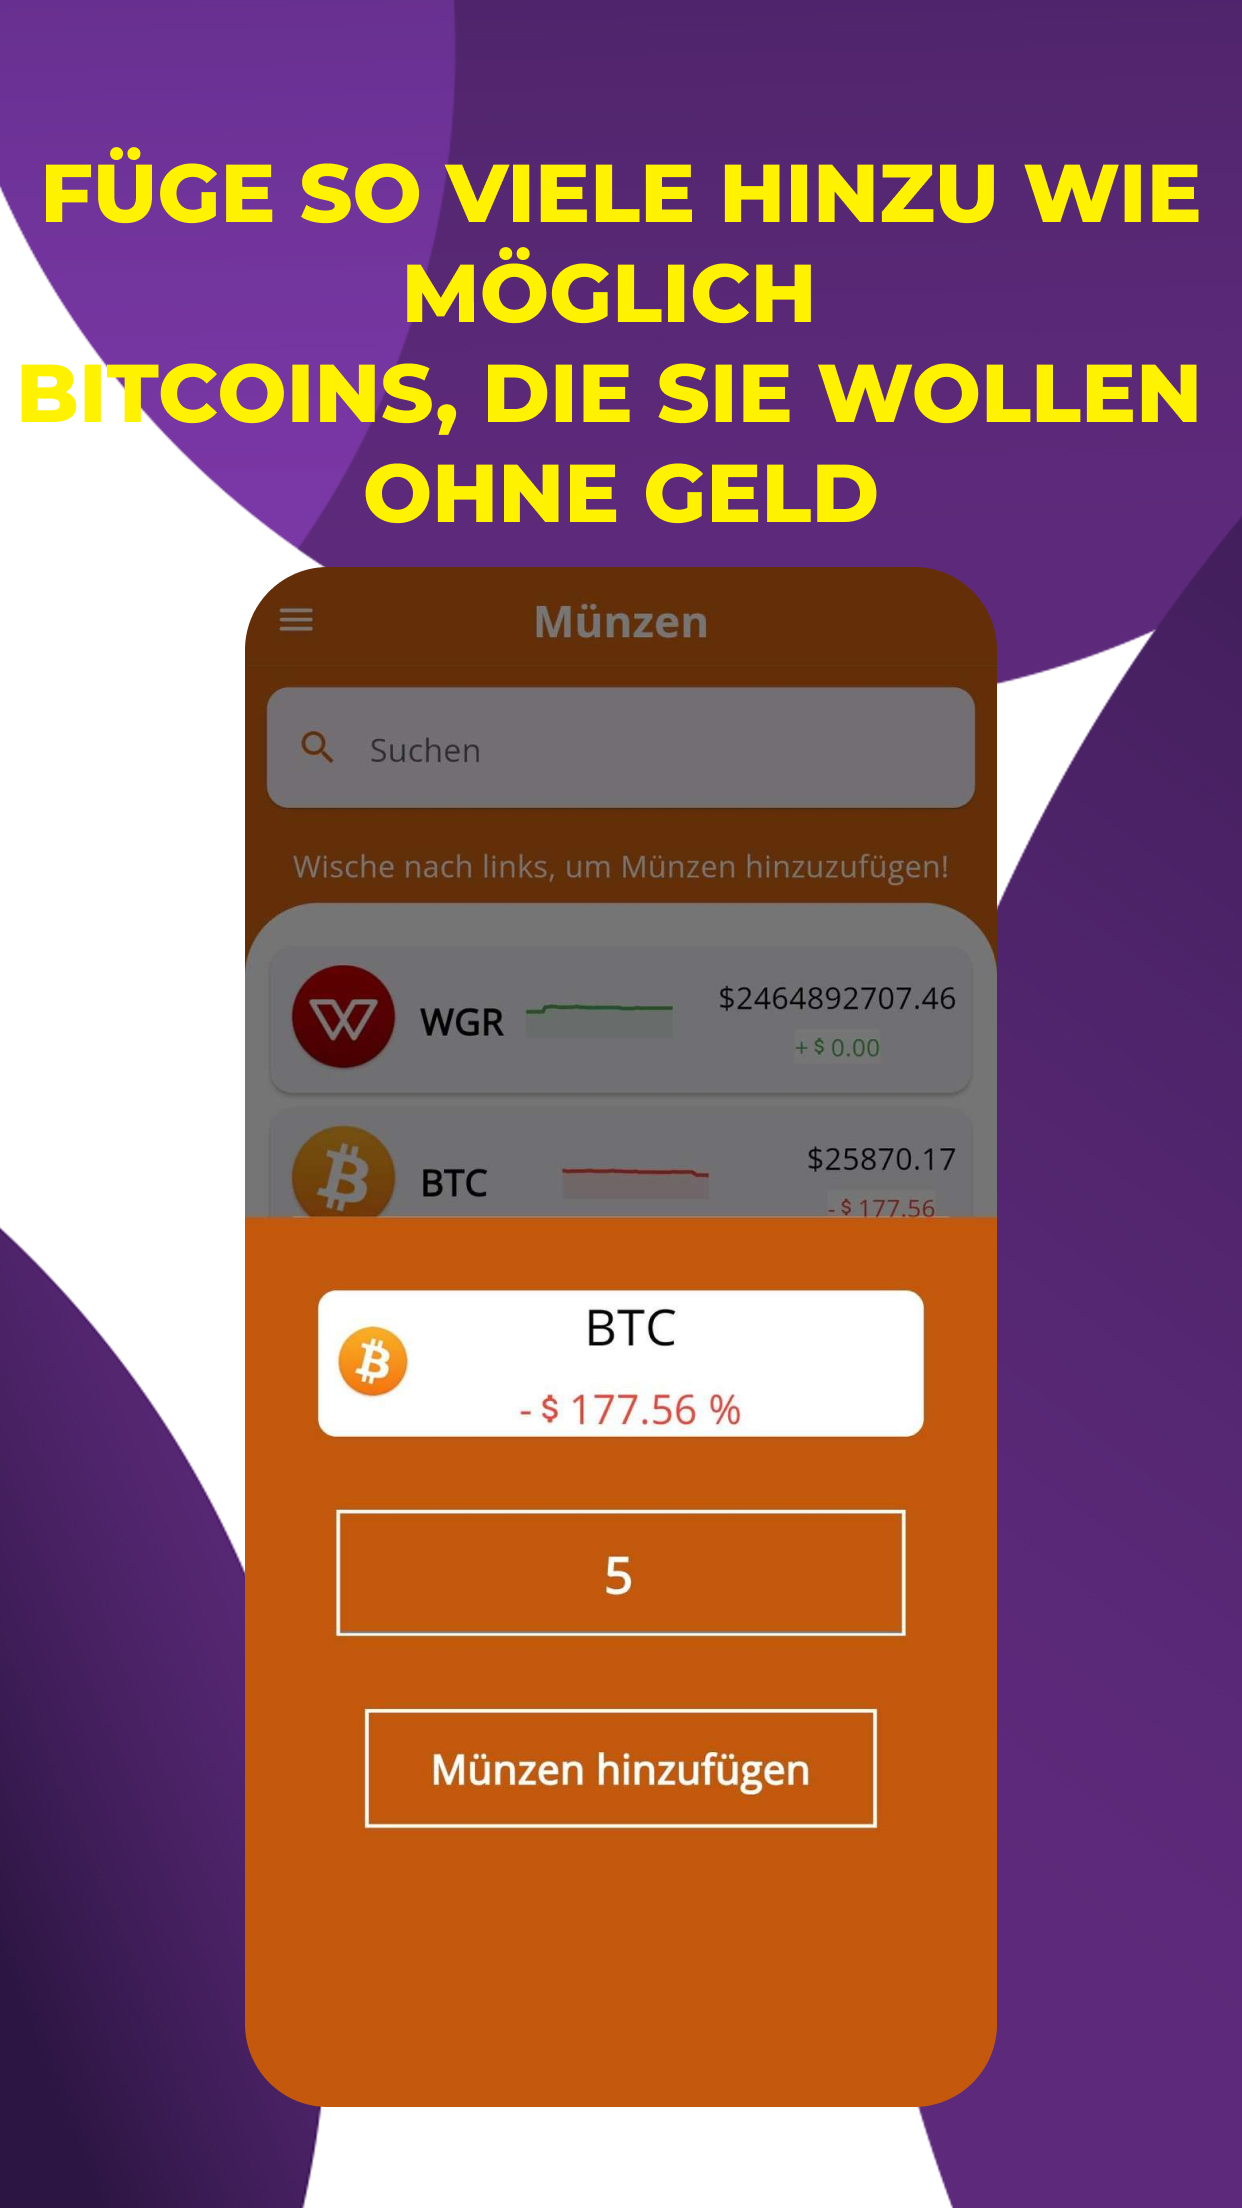 FÜGE SO VIELE HINZU WIE
MÖGLICH
BITCOINS, DIE SIE WOLLEN
OHNE GELD
Münzen
Suchen
Wische nach links, um Münzen hinzuzufügen!
WGR
$2464892707.46
+ $ 0.00
BTC
$25870.17
- $ 177.56
BTC
- $ 177.56 %
5
Münzen hinzufügen